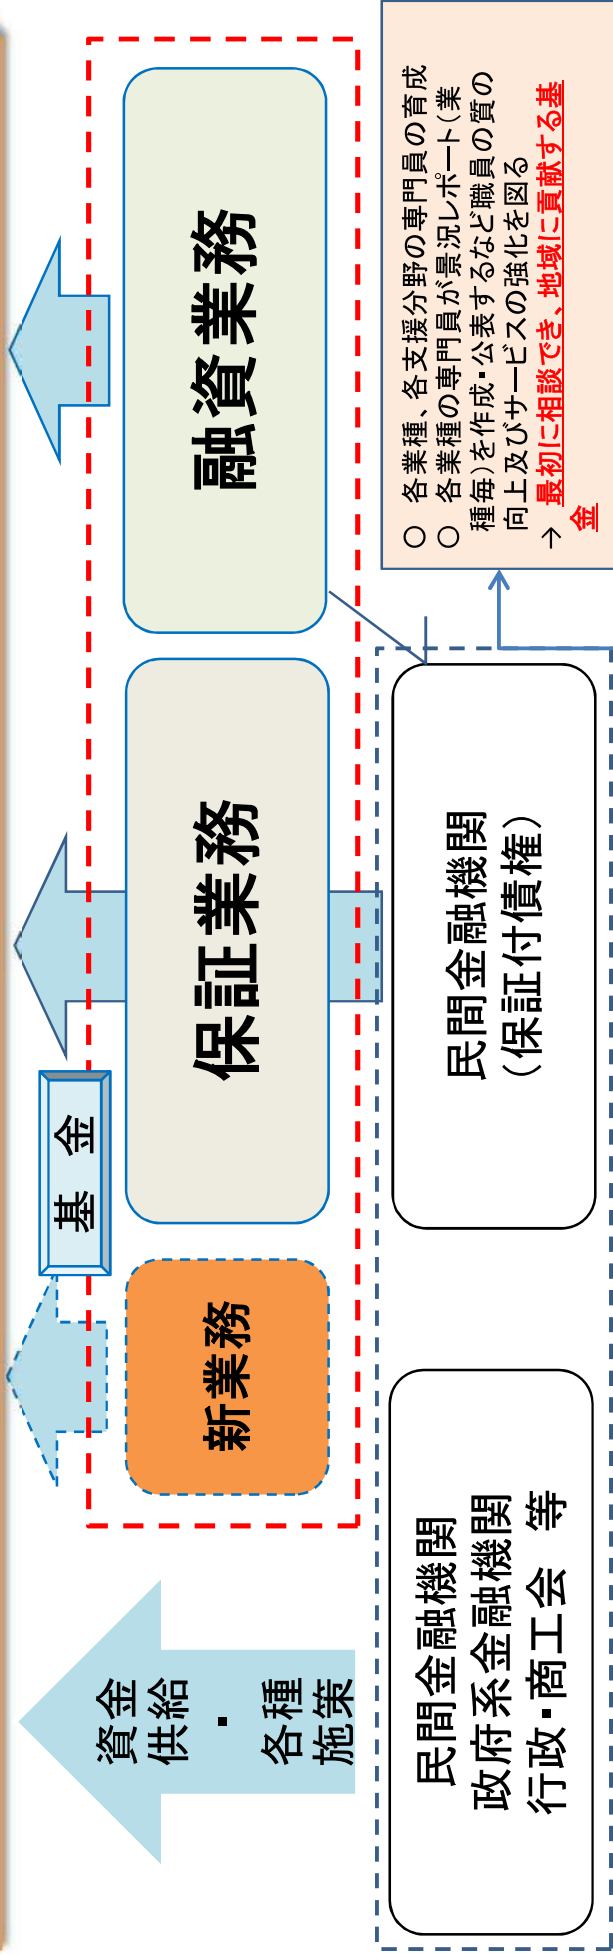 資金
供給
・
各種
施策
基　金
新業務
保証業務
融資業務
民間金融機関
政府系金融機関
行政・商工会　等
民間金融機関
（保証付債権）
○　各業種、各支援分野の専門員の育成
○　各業種の専門員が景況レポート（業
種毎）を作成・公表するなど職員の質の
向上及びサービスの強化を図る
→　最初に相談でき、地域に貢献する基
金